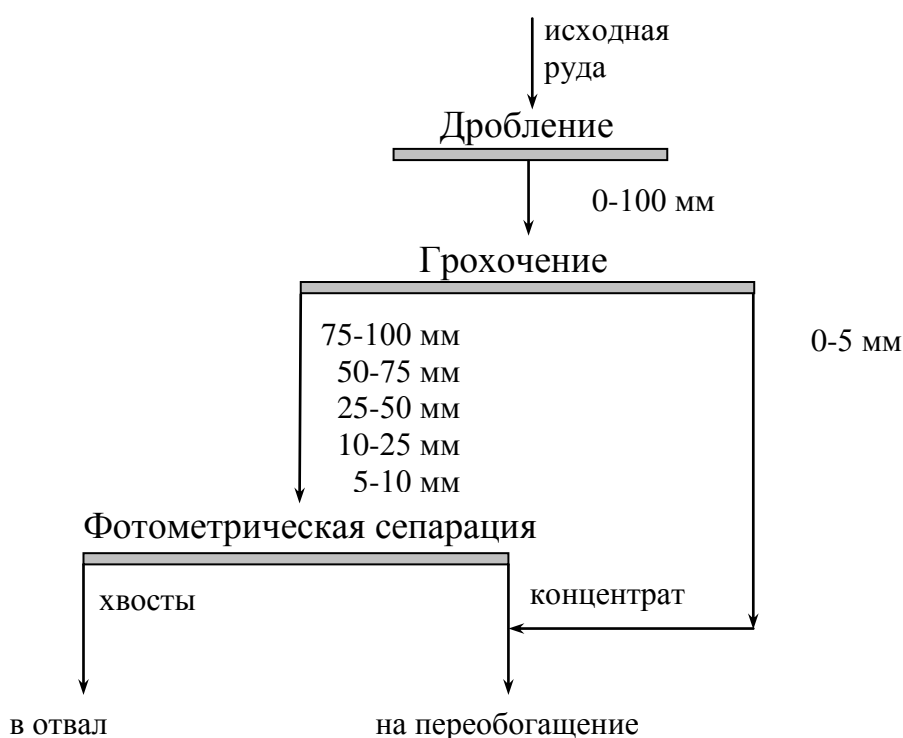 исходная
руда
Дробление
0-100 мм
Грохочение
75-100 мм
50-75 мм
25-50 мм
10-25 мм
5-10 мм
0-5 мм
Фотометрическая сепарация
хвосты
концентрат
в отвал
на переобогащение